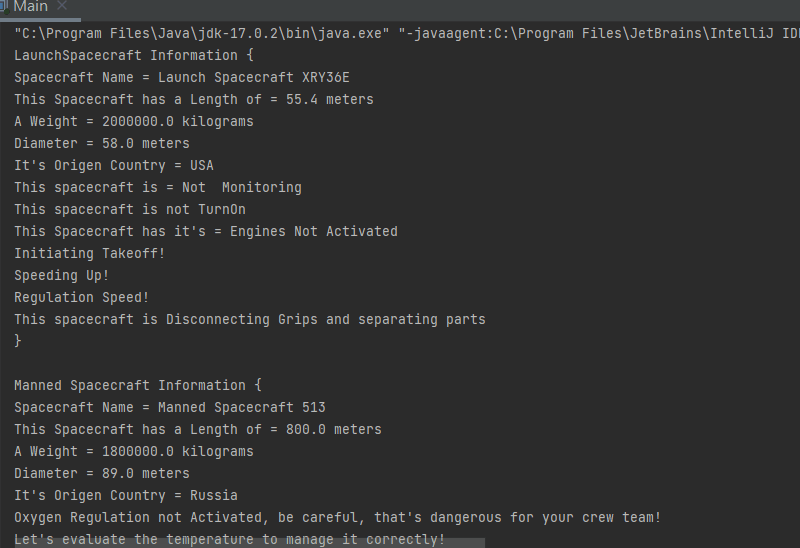 Main
"C:\Program Files\Java\jdk-17.0.2\bin\java.exe" "-javaagent:C:\Program Files\JetBrains\IntelliJ IDE
LaunchSpacecraft Information {
Spacecraft Name = Launch Spacecraft XRY36E
This Spacecraft has a Length of = 55.4 meters
A Weight = 2000000.0 kilograms
Diameter = 58.0 meters
It's Origen Country = USA
This spacecraft is = Not  Monitoring
This spacecraft is not TurnOn
This Spacecraft has it's = Engines Not Activated
Initiating Takeoff!
Speeding Up!
Regulation Speed!
This spacecraft is Disconnecting Grips and separating parts
}
Manned Spacecraft Information {
Spacecraft Name = Manned Spacecraft 513
This Spacecraft has a Length of = 800.0 meters
A Weight = 1800000.0 kilograms
Diameter = 89.0 meters
It's Origen Country = Russia
Oxygen Regulation not Activated, be careful, that's dangerous for your crew team!
Let's evaluate the temperature to manage it correctly!